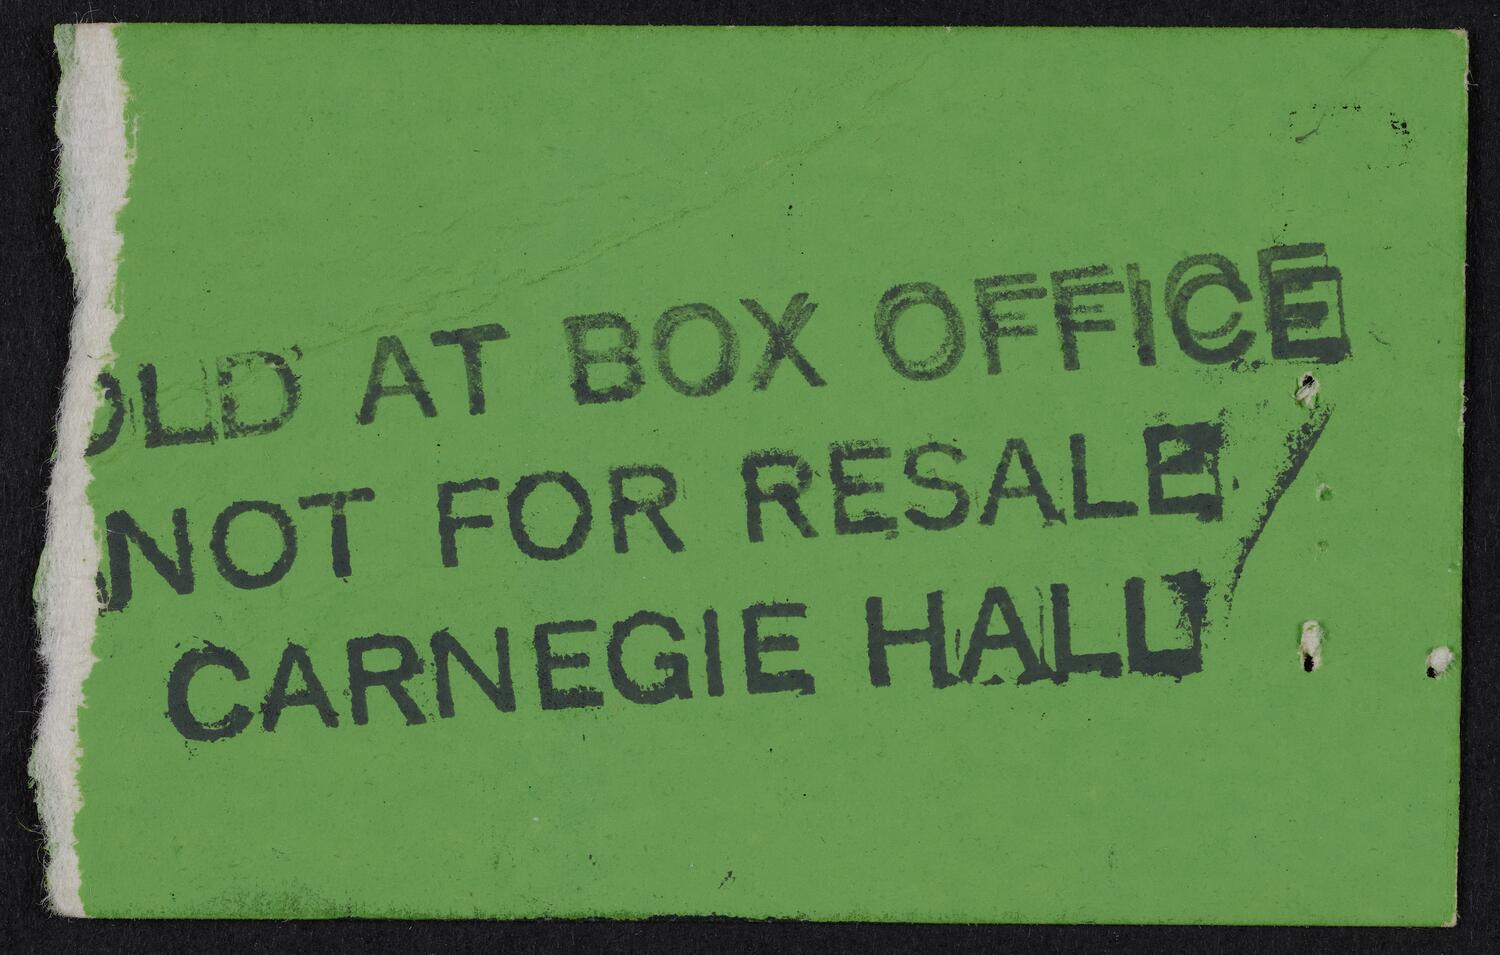 OLD AT BOX OFFICE
NOT FOR RESALE
CARNEGIE HALL